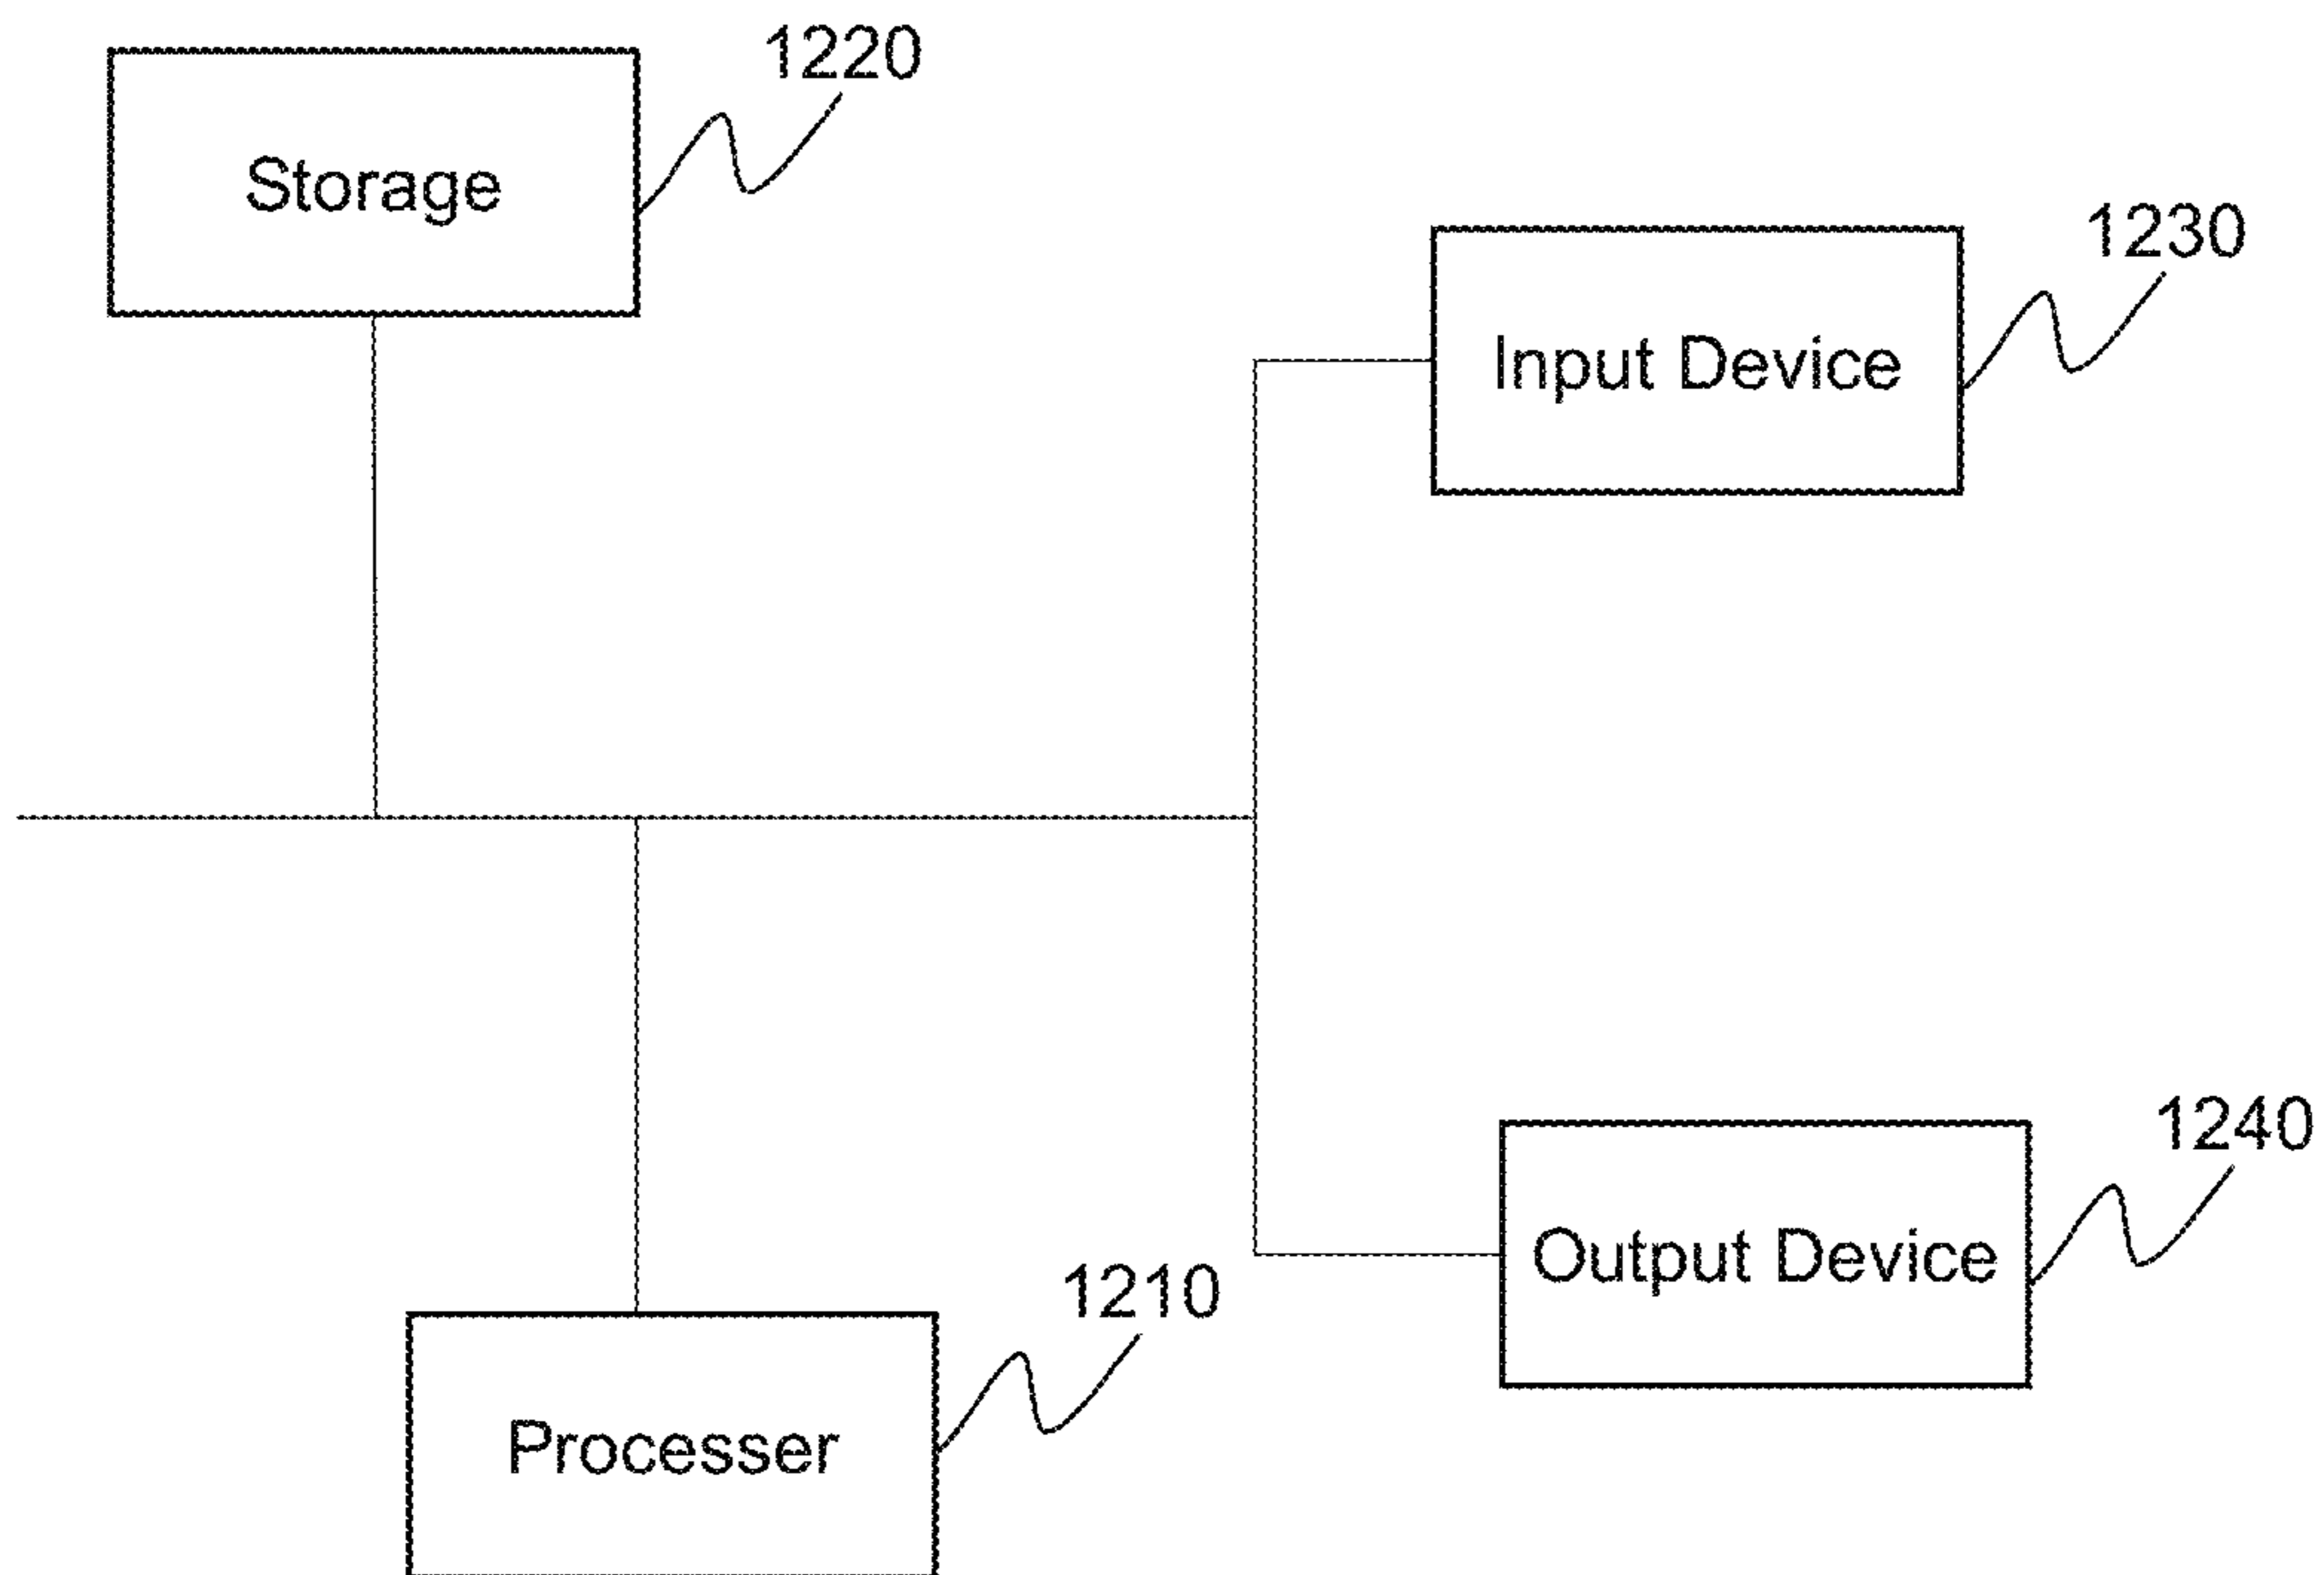 1220
Storage
1230
Input Device
1240
Output Device
1210
Processer